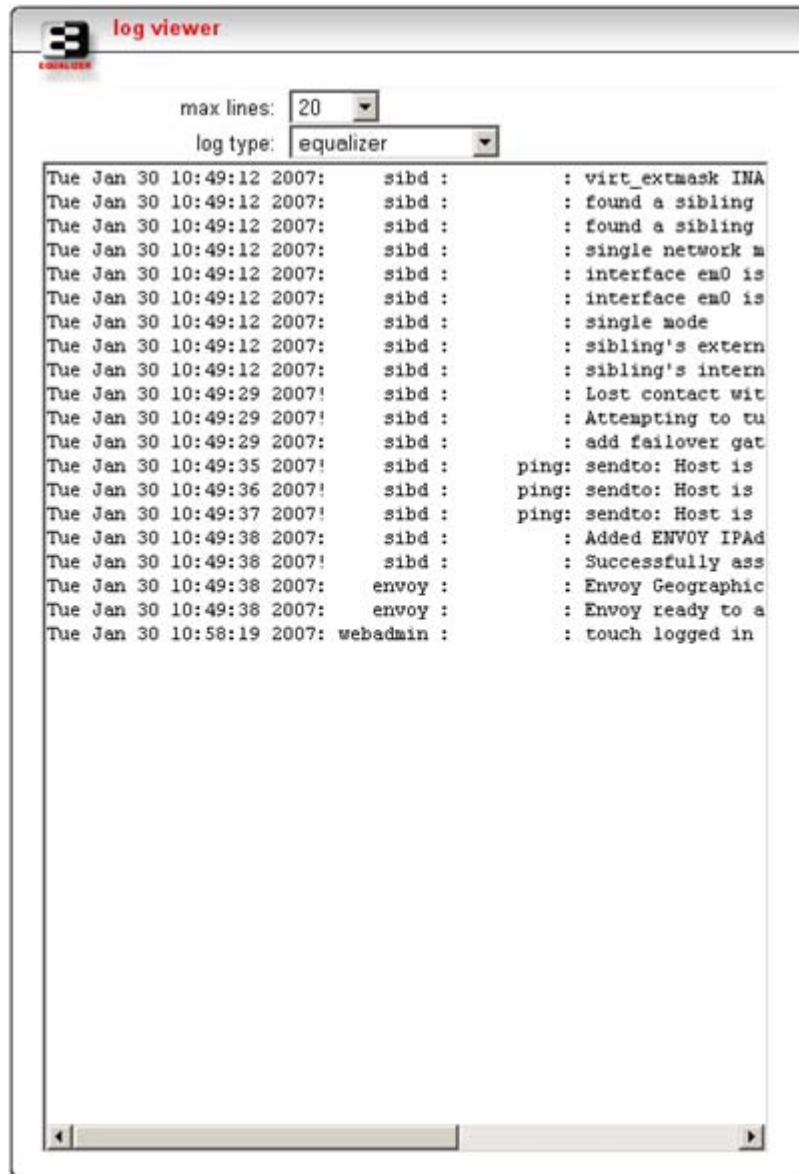 log viewer
EQUALIZER
max lines: 20
log type: equalizer
Tue Jan 30 10:49:12 2007: sibd : : virt_extmask INA
Tue Jan 30 10:49:12 2007: sibd : : found a sibling
Tue Jan 30 10:49:12 2007: sibd : : found a sibling
Tue Jan 30 10:49:12 2007: sibd : : single network m
Tue Jan 30 10:49:12 2007: sibd : : interface em0 is
Tue Jan 30 10:49:12 2007: sibd : : interface em0 is
Tue Jan 30 10:49:12 2007: sibd : : single mode
Tue Jan 30 10:49:12 2007: sibd : : sibling's extern
Tue Jan 30 10:49:12 2007: sibd : : sibling's intern
Tue Jan 30 10:49:29 2007! sibd : : Lost contact wit
Tue Jan 30 10:49:29 2007! sibd : : Attempting to tu
Tue Jan 30 10:49:29 2007: sibd : : add failover gat
Tue Jan 30 10:49:35 2007! sibd : ping: sendto: Host is
Tue Jan 30 10:49:36 2007! sibd : ping: sendto: Host is
Tue Jan 30 10:49:37 2007! sibd : ping: sendto: Host is
Tue Jan 30 10:49:38 2007: sibd : : Added ENVOY IPAd
Tue Jan 30 10:49:38 2007! sibd : : Successfully ass
Tue Jan 30 10:49:38 2007: envoy : : Envoy Geographic
Tue Jan 30 10:49:38 2007: envoy : : Envoy ready to a
Tue Jan 30 10:58:19 2007: webadmin : : touch logged in